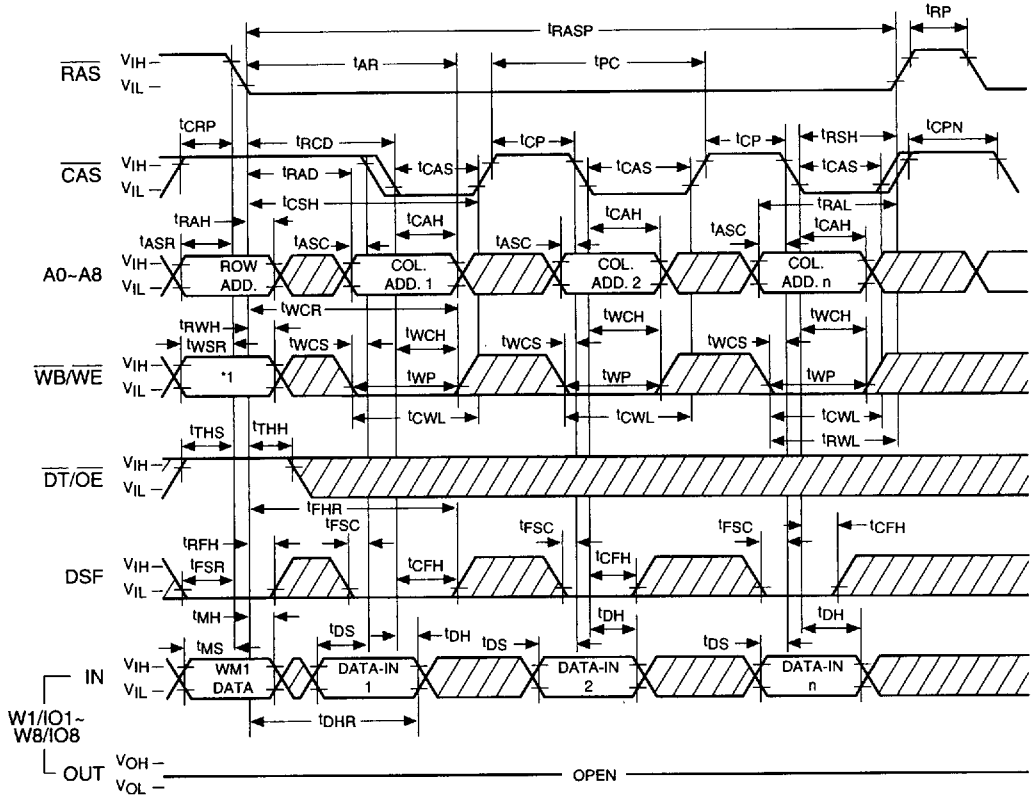 tRASP
tRP
RAS
VIH
VIL
tAR
tPC
tCRP
tRCD
tCP
tCP
tRSH
tCPN
CAS
VIH
VIL
tRAD
tCAS
tCAS
tCAS
tCSH
tRAL
tRAH
tCAH
tCAH
tCAH
tASR
tASC
tASC
tASC
A0~A8
VIH
VIL
ROW
ADD.
COL.
ADD. 1
COL.
ADD. 2
COL.
ADD. n
tWCR
tRWH
tWCH
tWCH
tWCH
tWSR
tWCS
tWCS
tWCS
WB/WE
VIH
VIL
*1
tWP
tWP
tWP
tCWL
tCWL
tCWL
tRWL
tTHS
tTHH
DT/OE
VIH
VIL
tFHR
tRFH
tFSC
tFSC
tFSC
tCFH
tFSR
DSF
VIH
VIL
tCFH
tCFH
tMH
tDH
tDH
tDH
tMS
tDS
tDS
tDS
IN
VIH
VIL
WM1
DATA
DATA-IN
1
DATA-IN
2
DATA-IN
n
W1/IO1~
W8/IO8
tDHR
OUT
VOH
VOL
OPEN